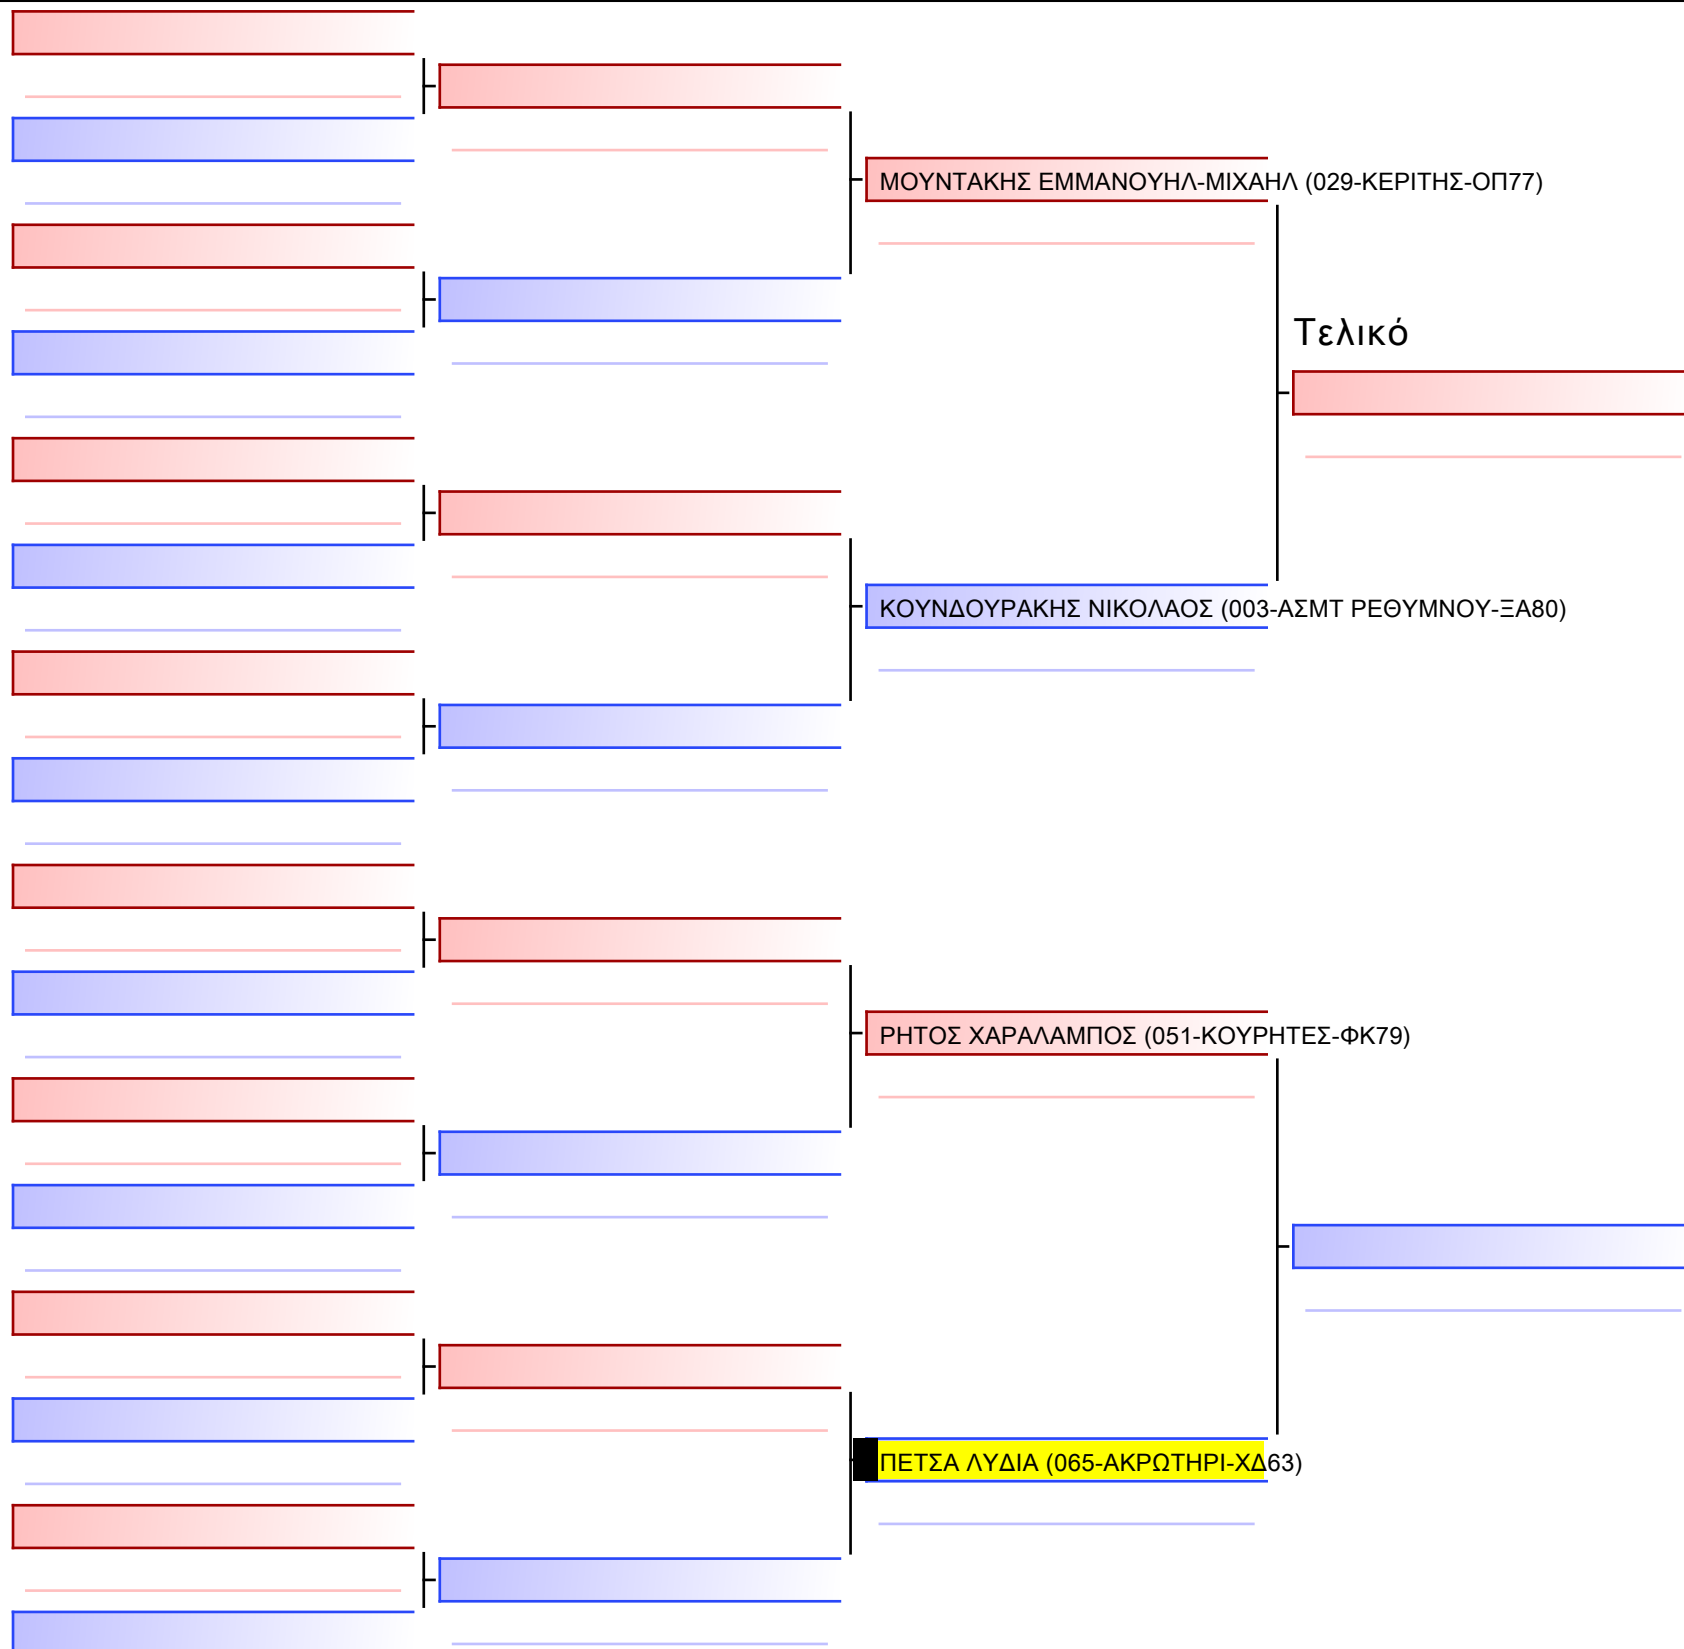 ΜΟΥΝΤΑΚΗΣ ΕΜΜΑΝΟΥΗΛ-ΜΙΧΑΗΛ (029-ΚΕΡΙΤΗΣ-ΟΠ77)
Τελικό
ΚΟΥΝΔΟΥΡΑΚΗΣ ΝΙΚΟΛΑΟΣ (003-ΑΣΜΤ ΡΕΘΥΜΝΟΥ-ΞΑ80)
ΡΗΤΟΣ ΧΑΡΑΛΑΜΠΟΣ (051-ΚΟΥΡΗΤΕΣ-ΦΚ79)
ΠΕΤΣΑ ΛΥΔΙΑ (065-ΑΚΡΩΤΗΡΙ-ΧΔ63)